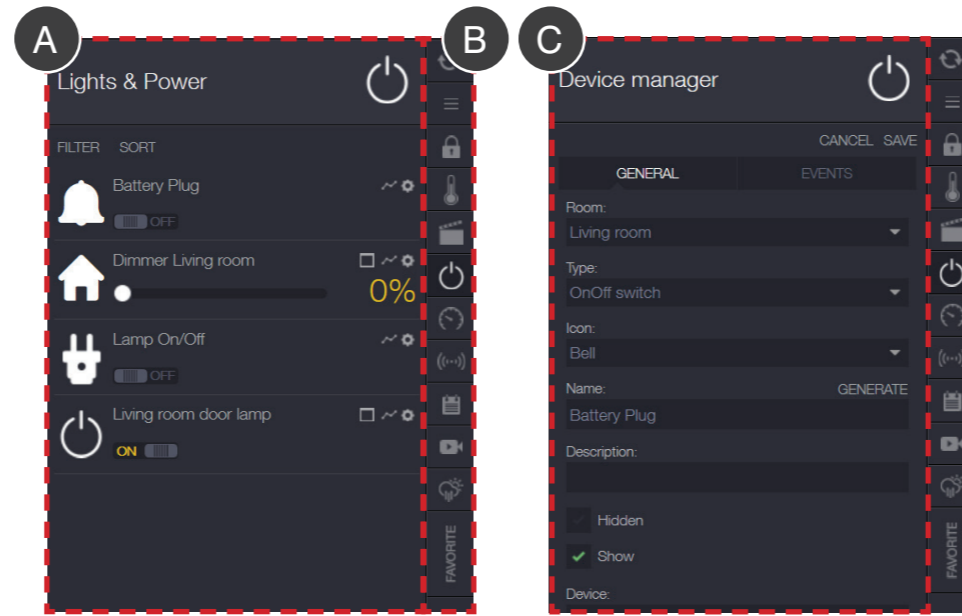 A
B
C
Lights & Power
FILTER SORT
Battery Plug
OFF
Dimmer Living room
0%
Lamp On/Off
OFF
Living room door lamp
ON
FAVORITE
Device manager
CANCEL SAVE
GENERAL EVENTS
Room:
Living room
Type:
OnOff switch
Icon:
Bell
Name: GENERATE
Battery Plug
Description:
Hidden
Show
Device:
FAVORITE